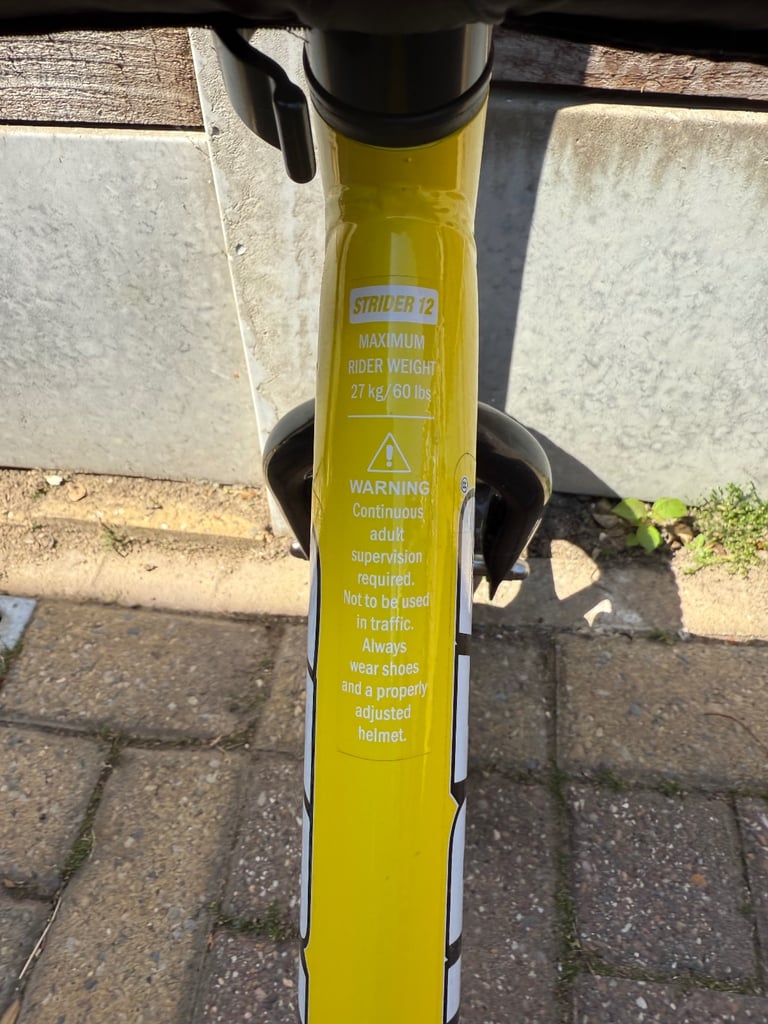 STRIDER 12
MAXIMUM
RIDER WEIGHT
27 kg/60 lbs
WARNING
Continuous
adult
supervision
required.
Not to be used
in traffic.
Always
wear shoes
and a properly
adjusted
helmet.
®